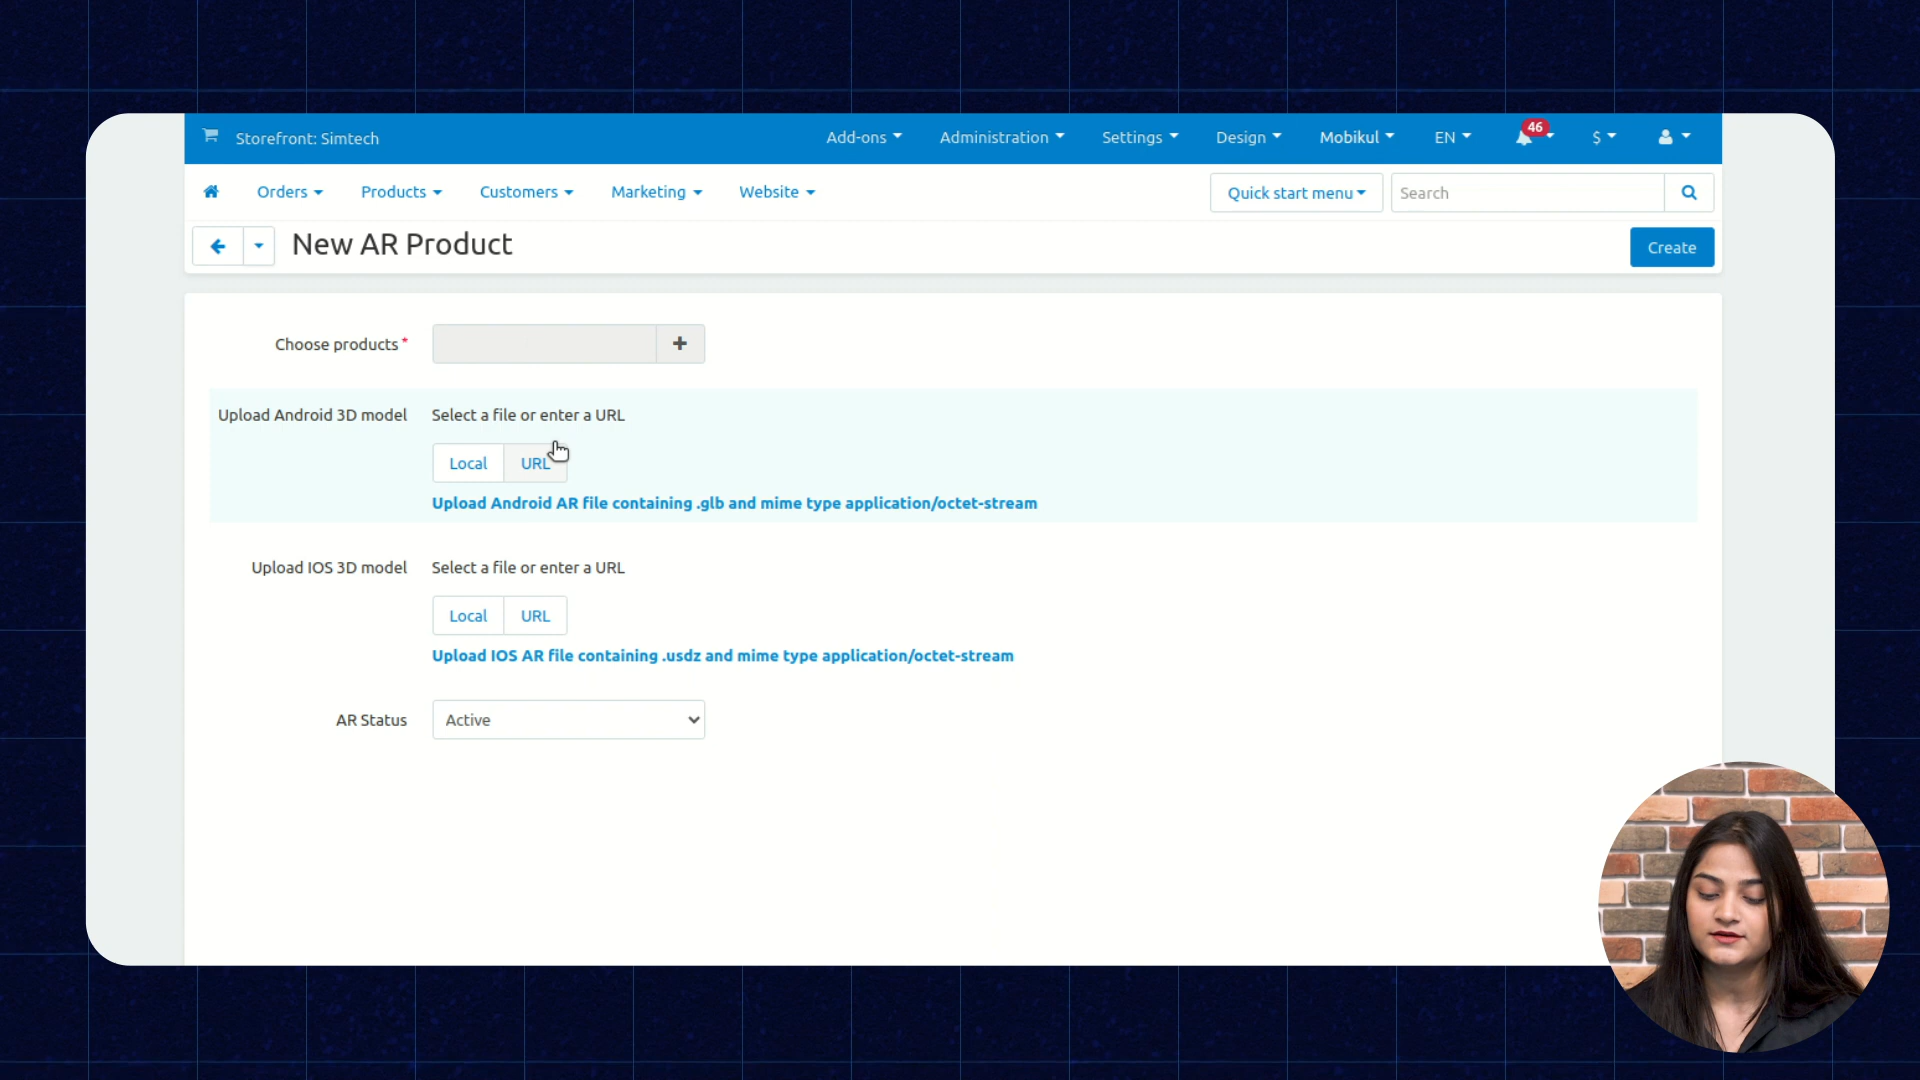 Storefront: Simtech
Add-ons
Administration
Settings
Design
Mobikul
EN
46
$
Orders
Products
Customers
Marketing
Website
Quick start menu
Search
New AR Product
Create
Choose products*
Upload Android 3D model
Select a file or enter a URL
Local
URL
Upload Android AR file containing .glb and mime type application/octet-stream
Upload IOS 3D model
Select a file or enter a URL
Local
URL
Upload IOS AR file containing .usdz and mime type application/octet-stream
AR Status
Active